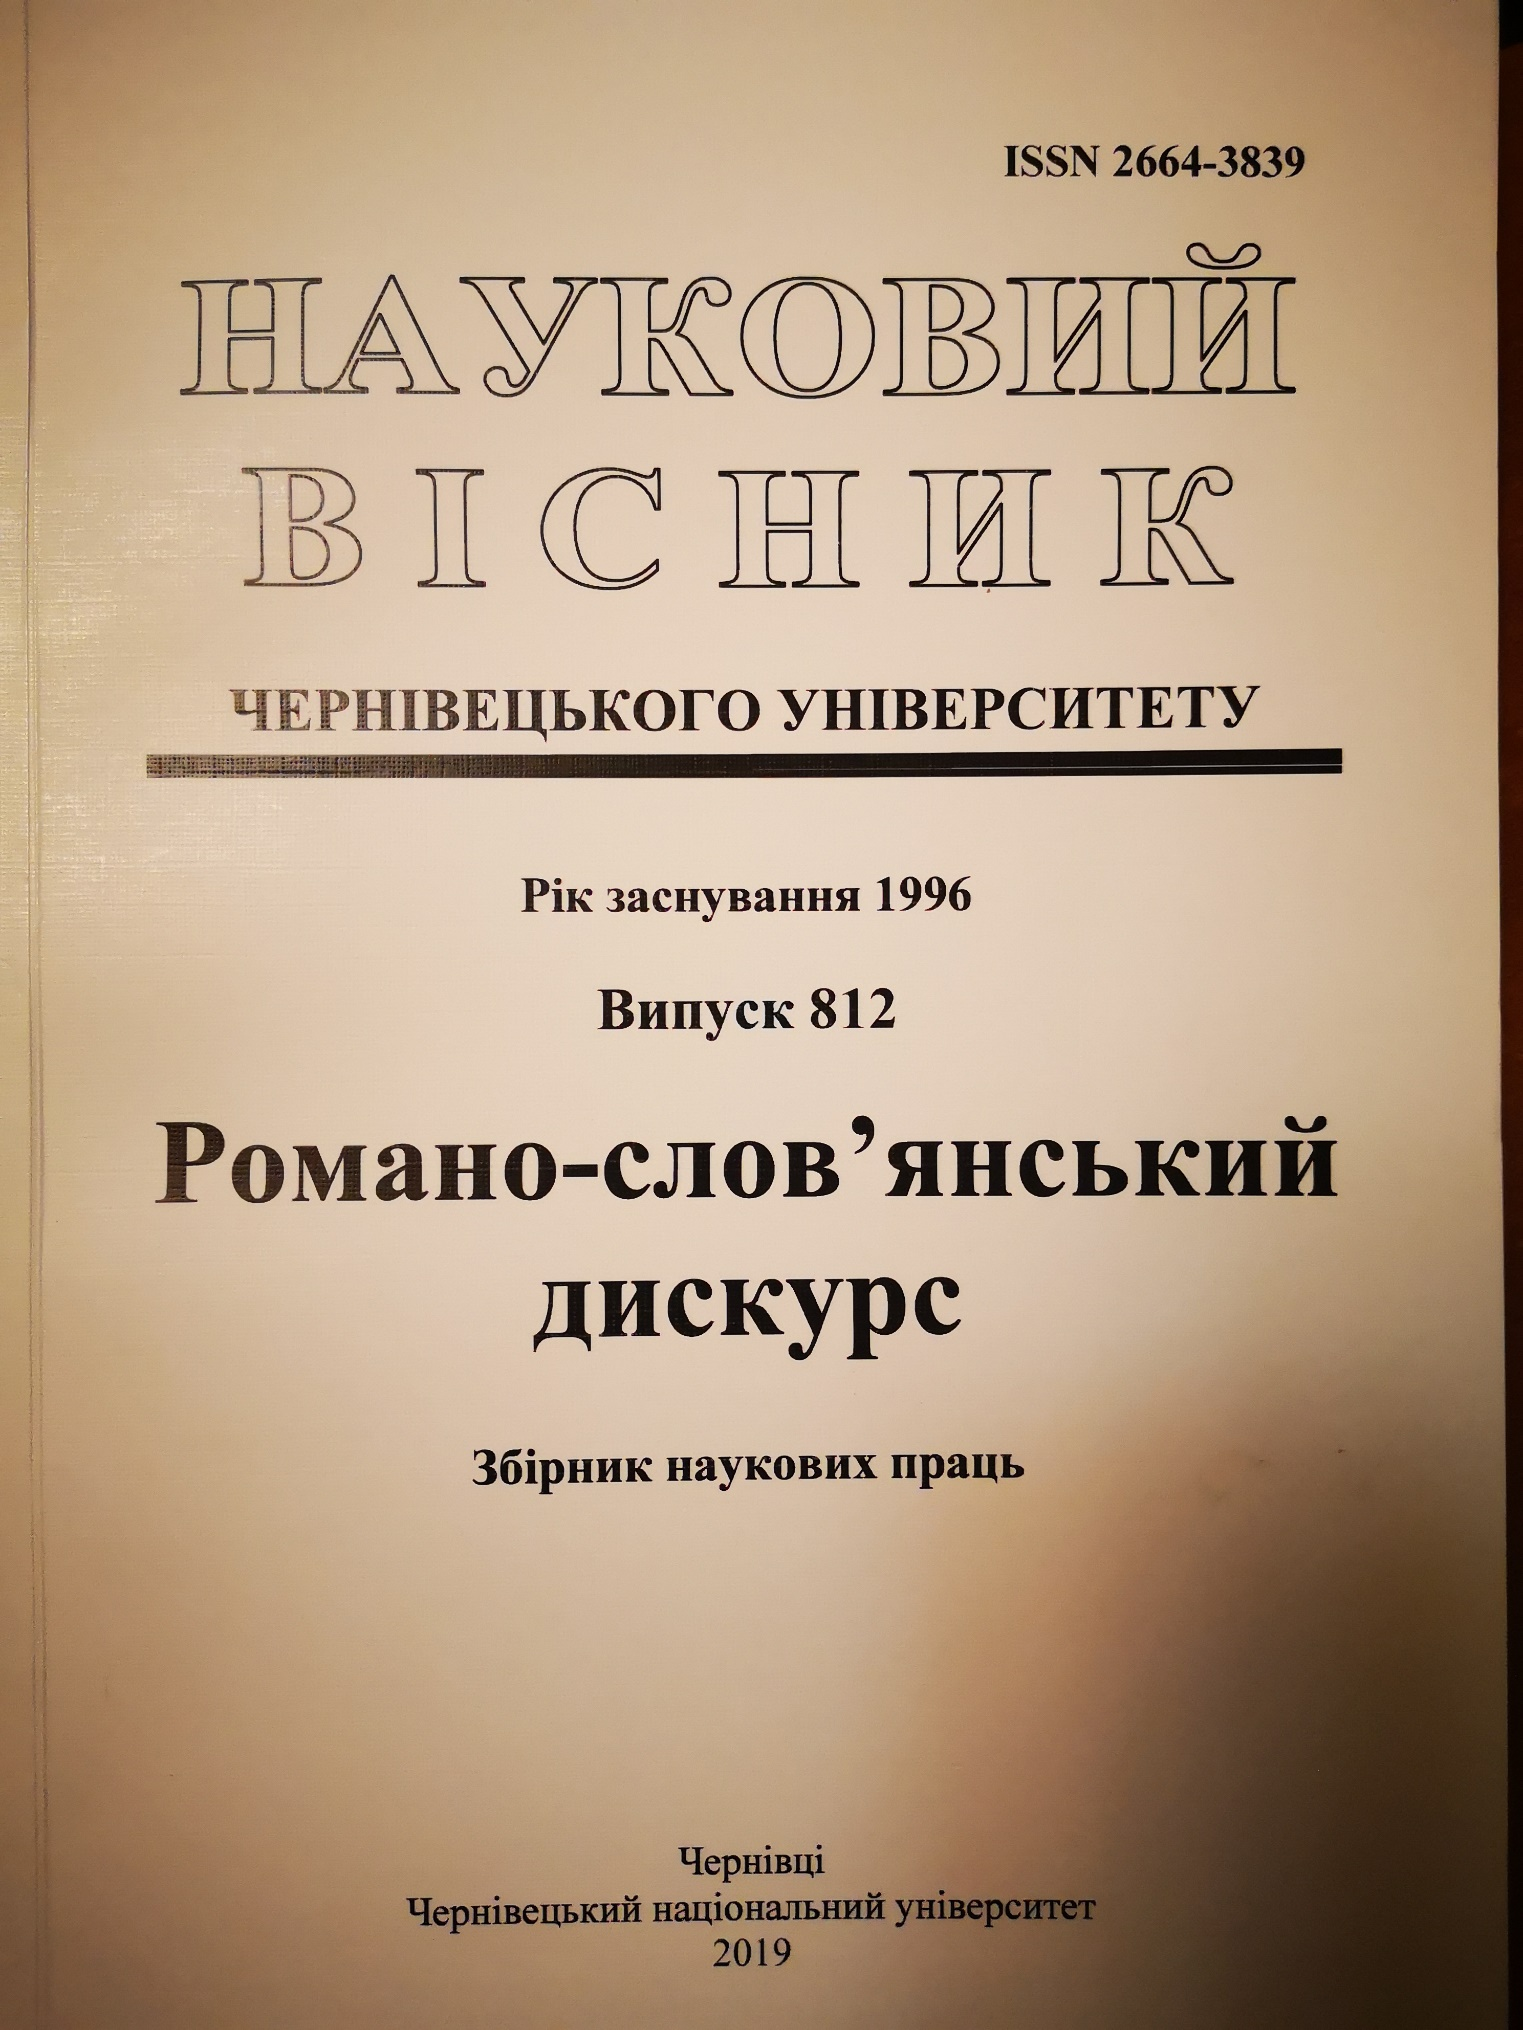 ISSN 2664-3839
НАУКОВИЙ
ВІСНИК
ЧЕРНІВЕЦЬКОГО УНІВЕРСИТЕТУ
Рік заснування 1996
Випуск 812
Романо-слов’янський
дискурс
Збірник наукових праць
Чернівці
Чернівецький національний університет
2019